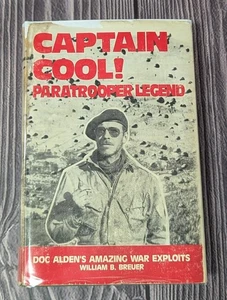 CAPTAIN
COOL!
PARATROOPER LEGEND
DOC ALDEN'S AMAZING WAR EXPLOITS
WILLIAM B. BREUER